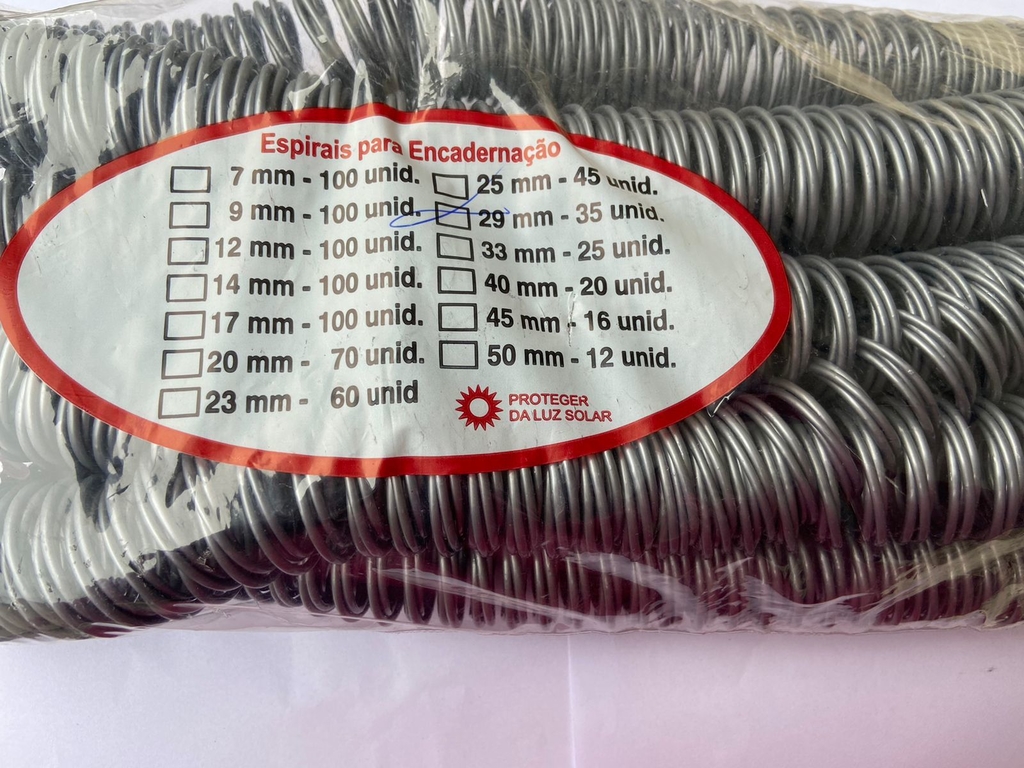 Espirais para Encadernação
7 mm - 100 unid.
9 mm - 100 unid.
12 mm - 100 unid.
14 mm - 100 unid.
17 mm - 100 unid.
20 mm - 70 unid.
23 mm - 60 unid
25 mm - 45 unid.
29 mm - 35 unid.
33 mm - 25 unid.
40 mm - 20 unid.
45 mm - 16 unid.
50 mm - 12 unid.
PROTEGER
DA LUZ SOLAR